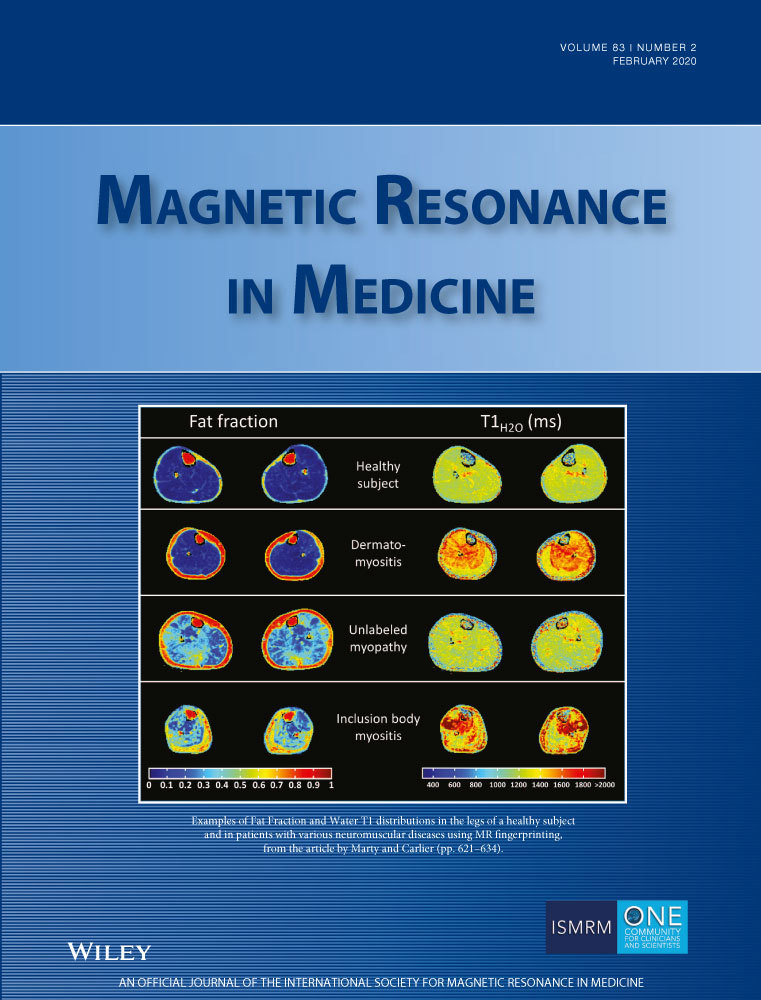 VOLUME 83 | NUMBER 2
FEBRUARY 2020
MAGNETIC RESONANCE
IN MEDICINE
Fat fraction T1H2O (ms)
Healthy
subject
Dermato-
myositis
Unlabeled
myopathy
Inclusion body
myositis
0 0.1 0.2 0.3 0.4 0.5 0.6 0.7 0.8 0.9 1
400 600 800 1000 1200 1400 1600 1800 >2000
Examples of Fat Fraction and Water T1 distributions in the legs of a healthy subject
and in patients with various neuromuscular diseases using MR fingerprinting,
from the article by Marty and Carlier (pp. 621–634).
ISMRM
ONE
COMMUNITY
FOR CLINICIANS
AND SCIENTISTS
WILEY
AN OFFICIAL JOURNAL OF THE INTERNATIONAL SOCIETY FOR MAGNETIC RESONANCE IN MEDICINE